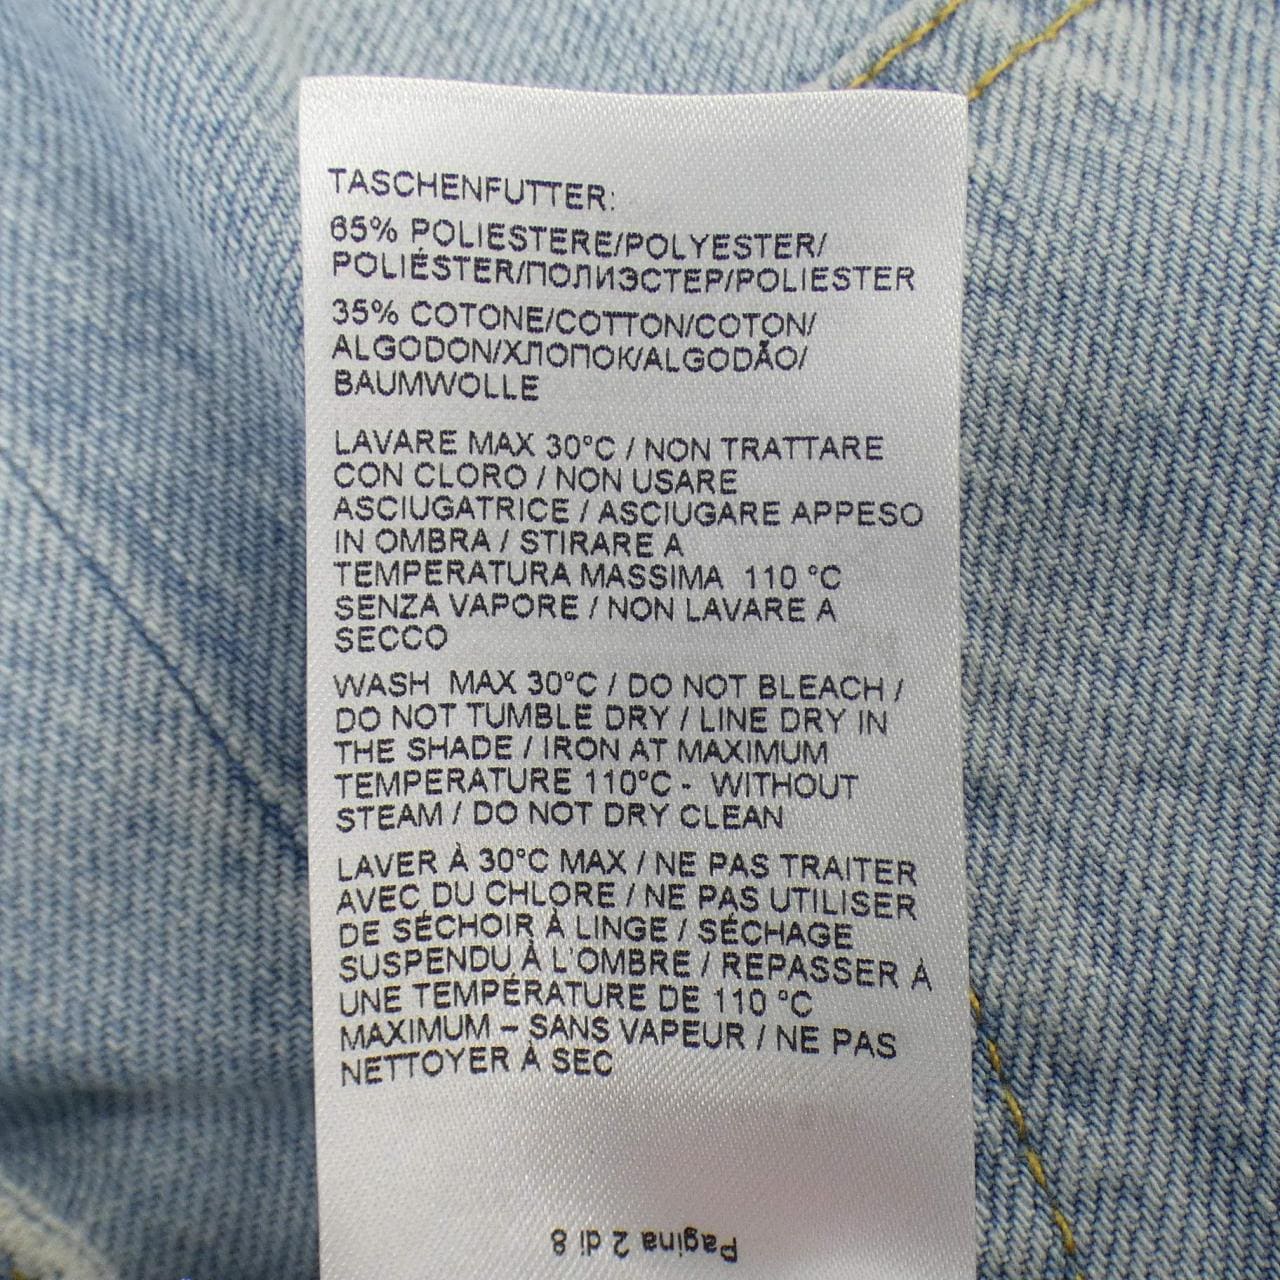 TASCHENFUTTER:
65% POLIESTERE/POLYESTER/
POLIÉSTER/ПОЛИЭСТЕР/POLIESTER
35% COTONE/COTTON/COTON/
ALGODON/ХЛОПОК/ALGODÃO/
BAUMWOLLE
LAVARE MAX 30°C / NON TRATTARE
CON CLORO / NON USARE
ASCIUGATRICE / ASCIUGARE APPESO
IN OMBRA / STIRARE A
TEMPERATURA MASSIMA  110 °C
SENZA VAPORE / NON LAVARE A
SECCO
WASH  MAX 30°C / DO NOT BLEACH /
DO NOT TUMBLE DRY / LINE DRY IN
THE SHADE / IRON AT MAXIMUM
TEMPERATURE 110°C -  WITHOUT
STEAM / DO NOT DRY CLEAN
LAVER À 30°C MAX / NE PAS TRAITER
AVEC DU CHLORE / NE PAS UTILISER
DE SÉCHOIR À LINGE / SÉCHAGE
SUSPENDU À L'OMBRE / REPASSER À
UNE TEMPÉRATURE DE 110 °C
MAXIMUM – SANS VAPEUR / NE PAS
NETTOYER À SEC
Pagina 2 di 8